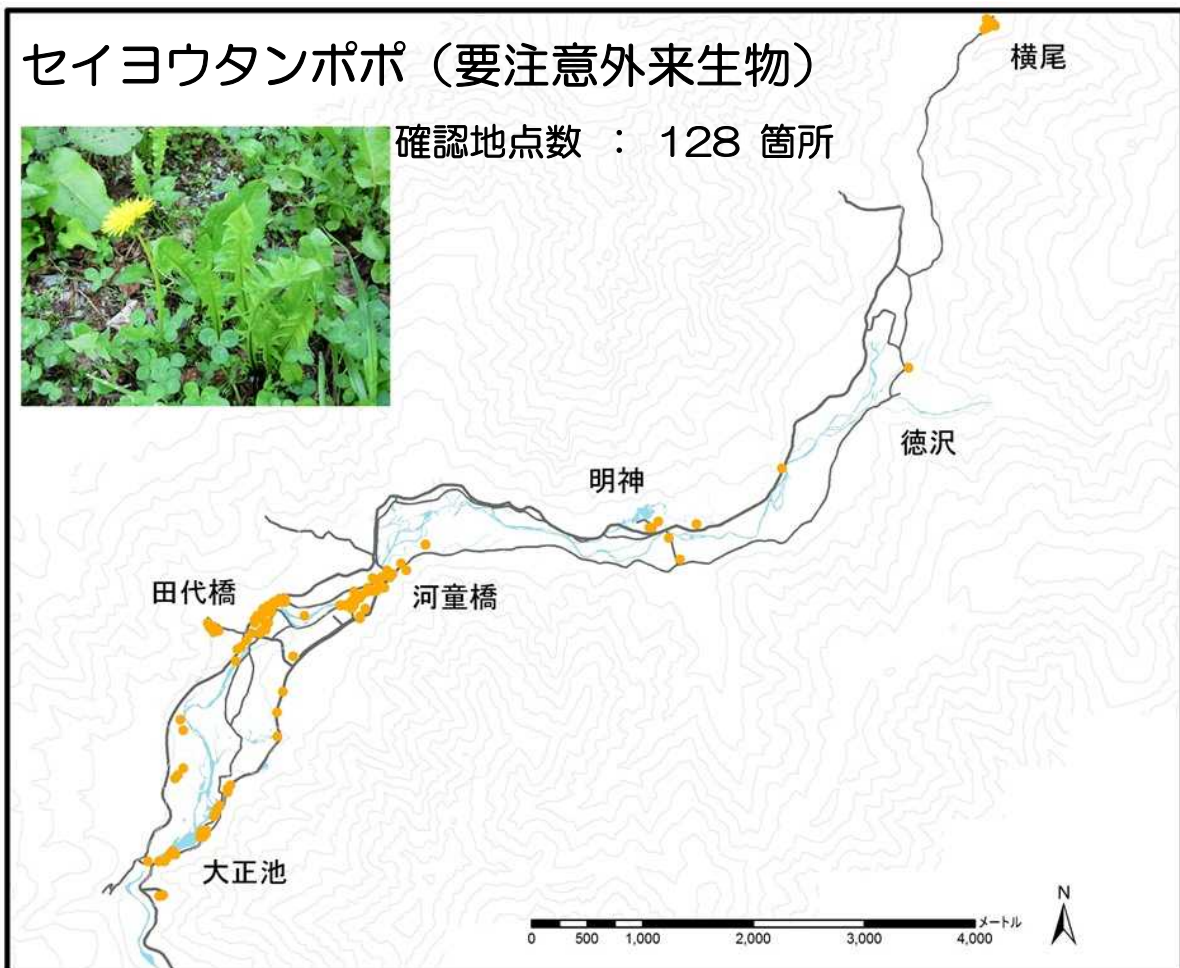 セイヨウタンポポ（要注意外来生物）
確認地点数 ： 128 箇所
横尾
徳沢
明神
田代橋
河童橋
大正池
N
メートル
0 500 1,000 2,000 3,000 4,000